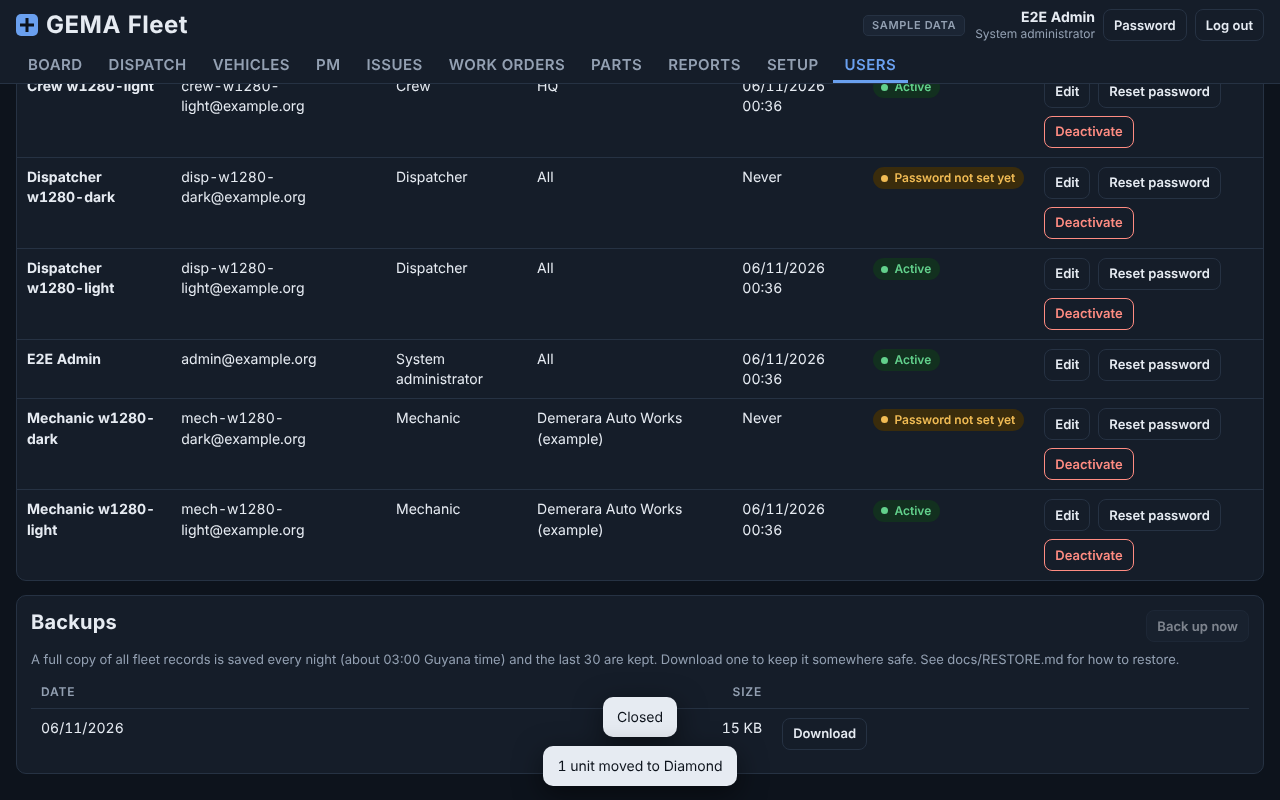 GEMA Fleet
SAMPLE DATA
E2E Admin
System administrator
Password
Log out
BOARD DISPATCH VEHICLES PM ISSUES WORK ORDERS PARTS REPORTS SETUP USERS
Crew w1280-light crew-w1280- Crew HQ 06/11/2026 Active Edit Reset password
light@example.org 00:36
Deactivate
Dispatcher disp-w1280- Dispatcher All Never Password not set yet Edit Reset password
w1280-dark dark@example.org
Deactivate
Dispatcher disp-w1280- Dispatcher All 06/11/2026 Active Edit Reset password
w1280-light light@example.org 00:36
Deactivate
E2E Admin admin@example.org System All 06/11/2026 Active Edit Reset password
administrator 00:36
Mechanic w1280- mech-w1280- Mechanic Demerara Auto Works Never Password not set yet Edit Reset password
dark dark@example.org (example)
Deactivate
Mechanic w1280- mech-w1280- Mechanic Demerara Auto Works 06/11/2026 Active Edit Reset password
light light@example.org (example) 00:36
Deactivate
Backups
Back up now
A full copy of all fleet records is saved every night (about 03:00 Guyana time) and the last 30 are kept. Download one to keep it somewhere safe. See docs/RESTORE.md for how to restore.
DATE SIZE
06/11/2026 15 KB Download
Closed
1 unit moved to Diamond